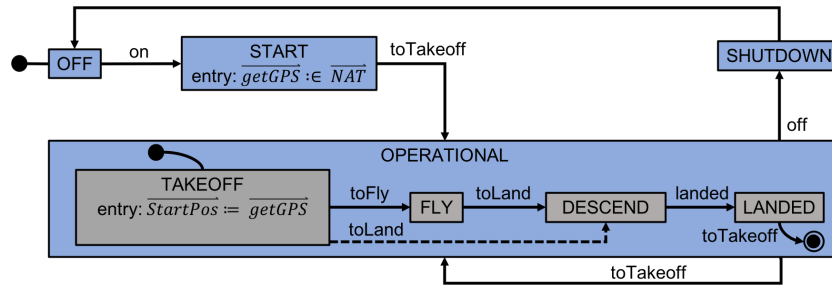 OFF
on
START
entry: getGPS :∈ NAT
toTakeoff
SHUTDOWN
off
OPERATIONAL
TAKEOFF
entry: StartPos := getGPS
toFly
FLY
toLand
DESCEND
landed
LANDED
toLand
toTakeoff
toTakeoff